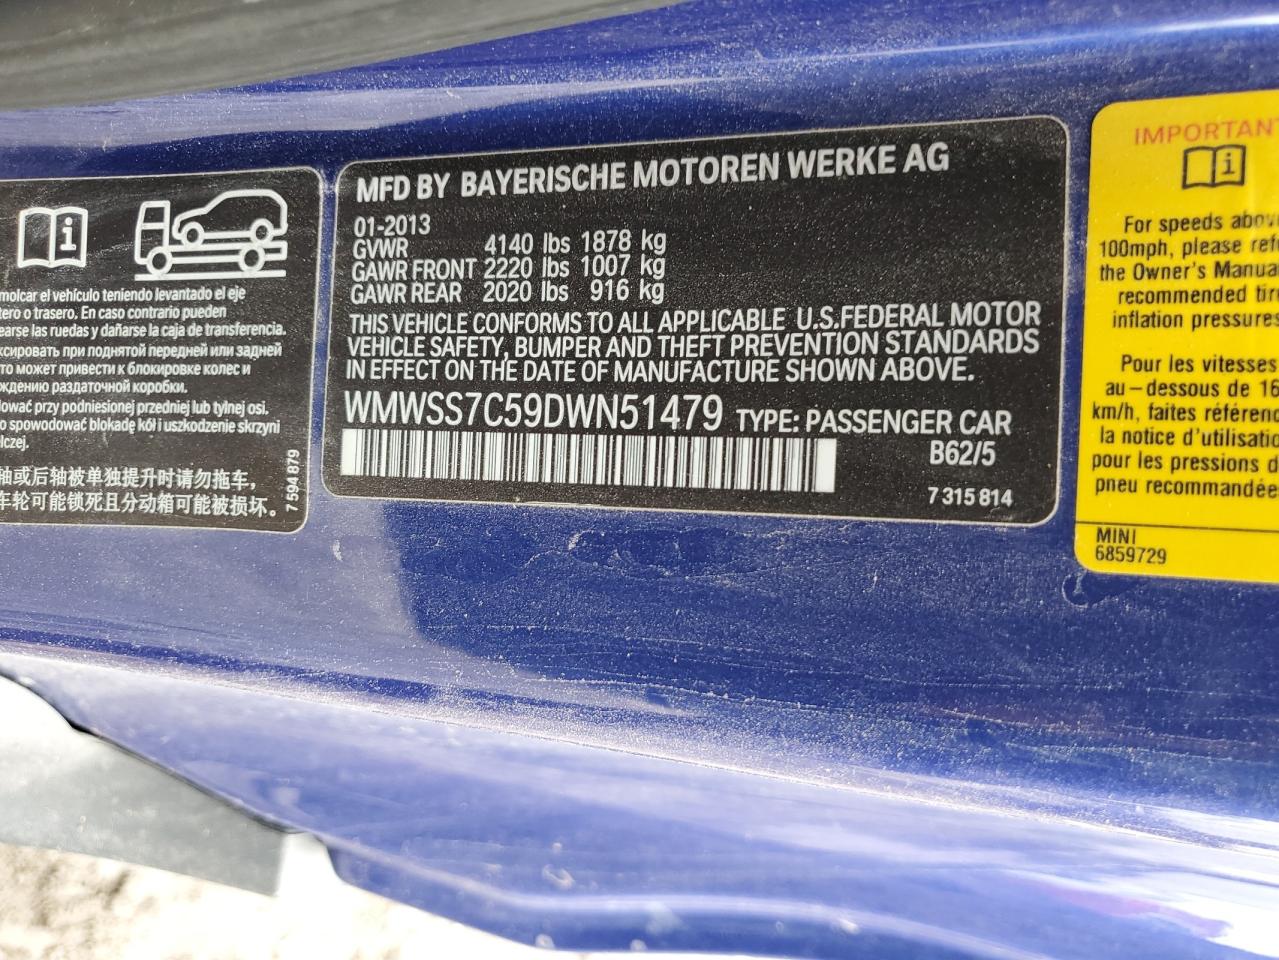 molcar el vehículo teniendo levantado el eje
tero o trasero. En caso contrario pueden
earse las ruedas y dañarse la caja de transferencia.
ксировать при поднятой передней или задней
то может привести к блокировке колес и
ждению раздаточной коробки.
lować przy podniesionej przedniej lub tylnej osi.
o spowodować blokadę kół i uszkodzenie skrzyni
elczej.
轴或后轴被单独提升时请勿拖车，
车轮可能锁死且分动箱可能被损坏。
7 594 879
MFD BY BAYERISCHE MOTOREN WERKE AG
01-2013
GVWR 4140 lbs 1878 kg
GAWR FRONT 2220 lbs 1007 kg
GAWR REAR 2020 lbs 916 kg
THIS VEHICLE CONFORMS TO ALL APPLICABLE U.S.FEDERAL MOTOR
VEHICLE SAFETY, BUMPER AND THEFT PREVENTION STANDARDS
IN EFFECT ON THE DATE OF MANUFACTURE SHOWN ABOVE.
WMWSS7C59DWN51479 TYPE: PASSENGER CAR
B62/5
7 315 814
IMPORTANT
For speeds above
100mph, please refe
the Owner's Manual
recommended tire
inflation pressures
Pour les vitesses
au-dessous de 16
km/h, faites référenc
la notice d'utilisatio
pour les pressions d
pneu recommandée
MINI
6859729